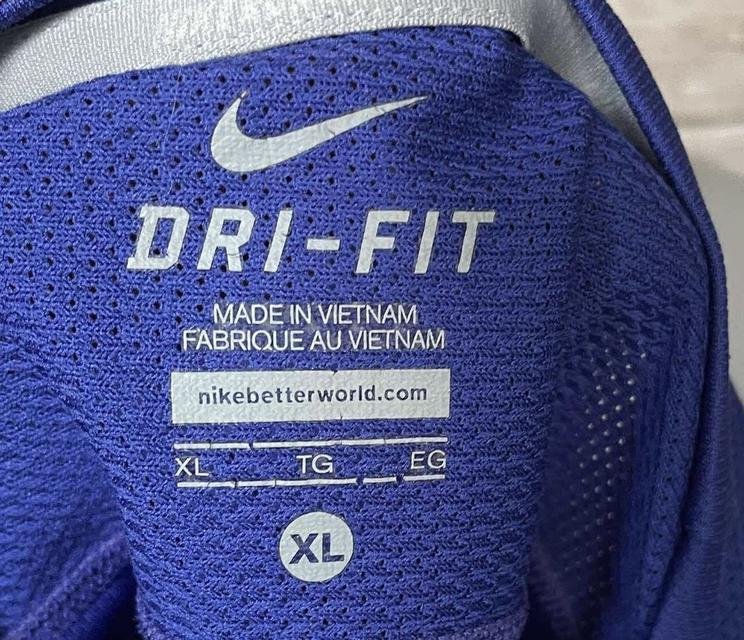 DRI-FIT
MADE IN VIETNAM
FABRIQUE AU VIETNAM
nikebetterworld.com
XL TG EG
XL